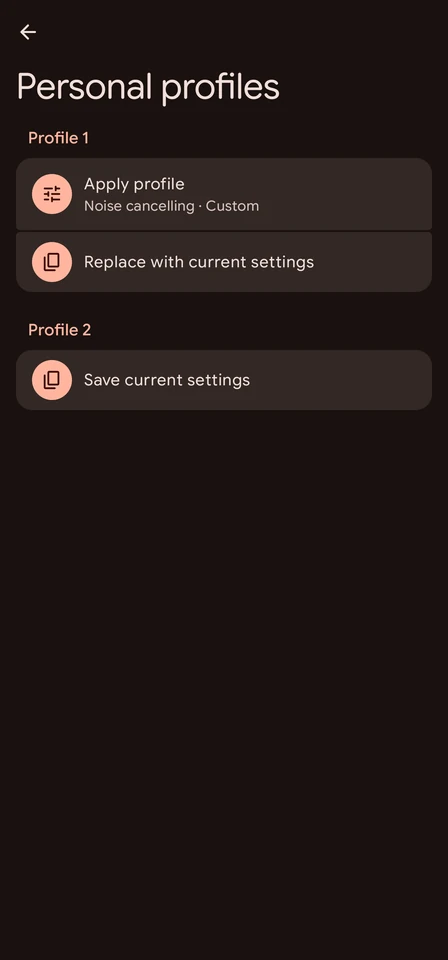 Personal profiles
Profile 1
Apply profile
Noise cancelling · Custom
Replace with current settings
Profile 2
Save current settings